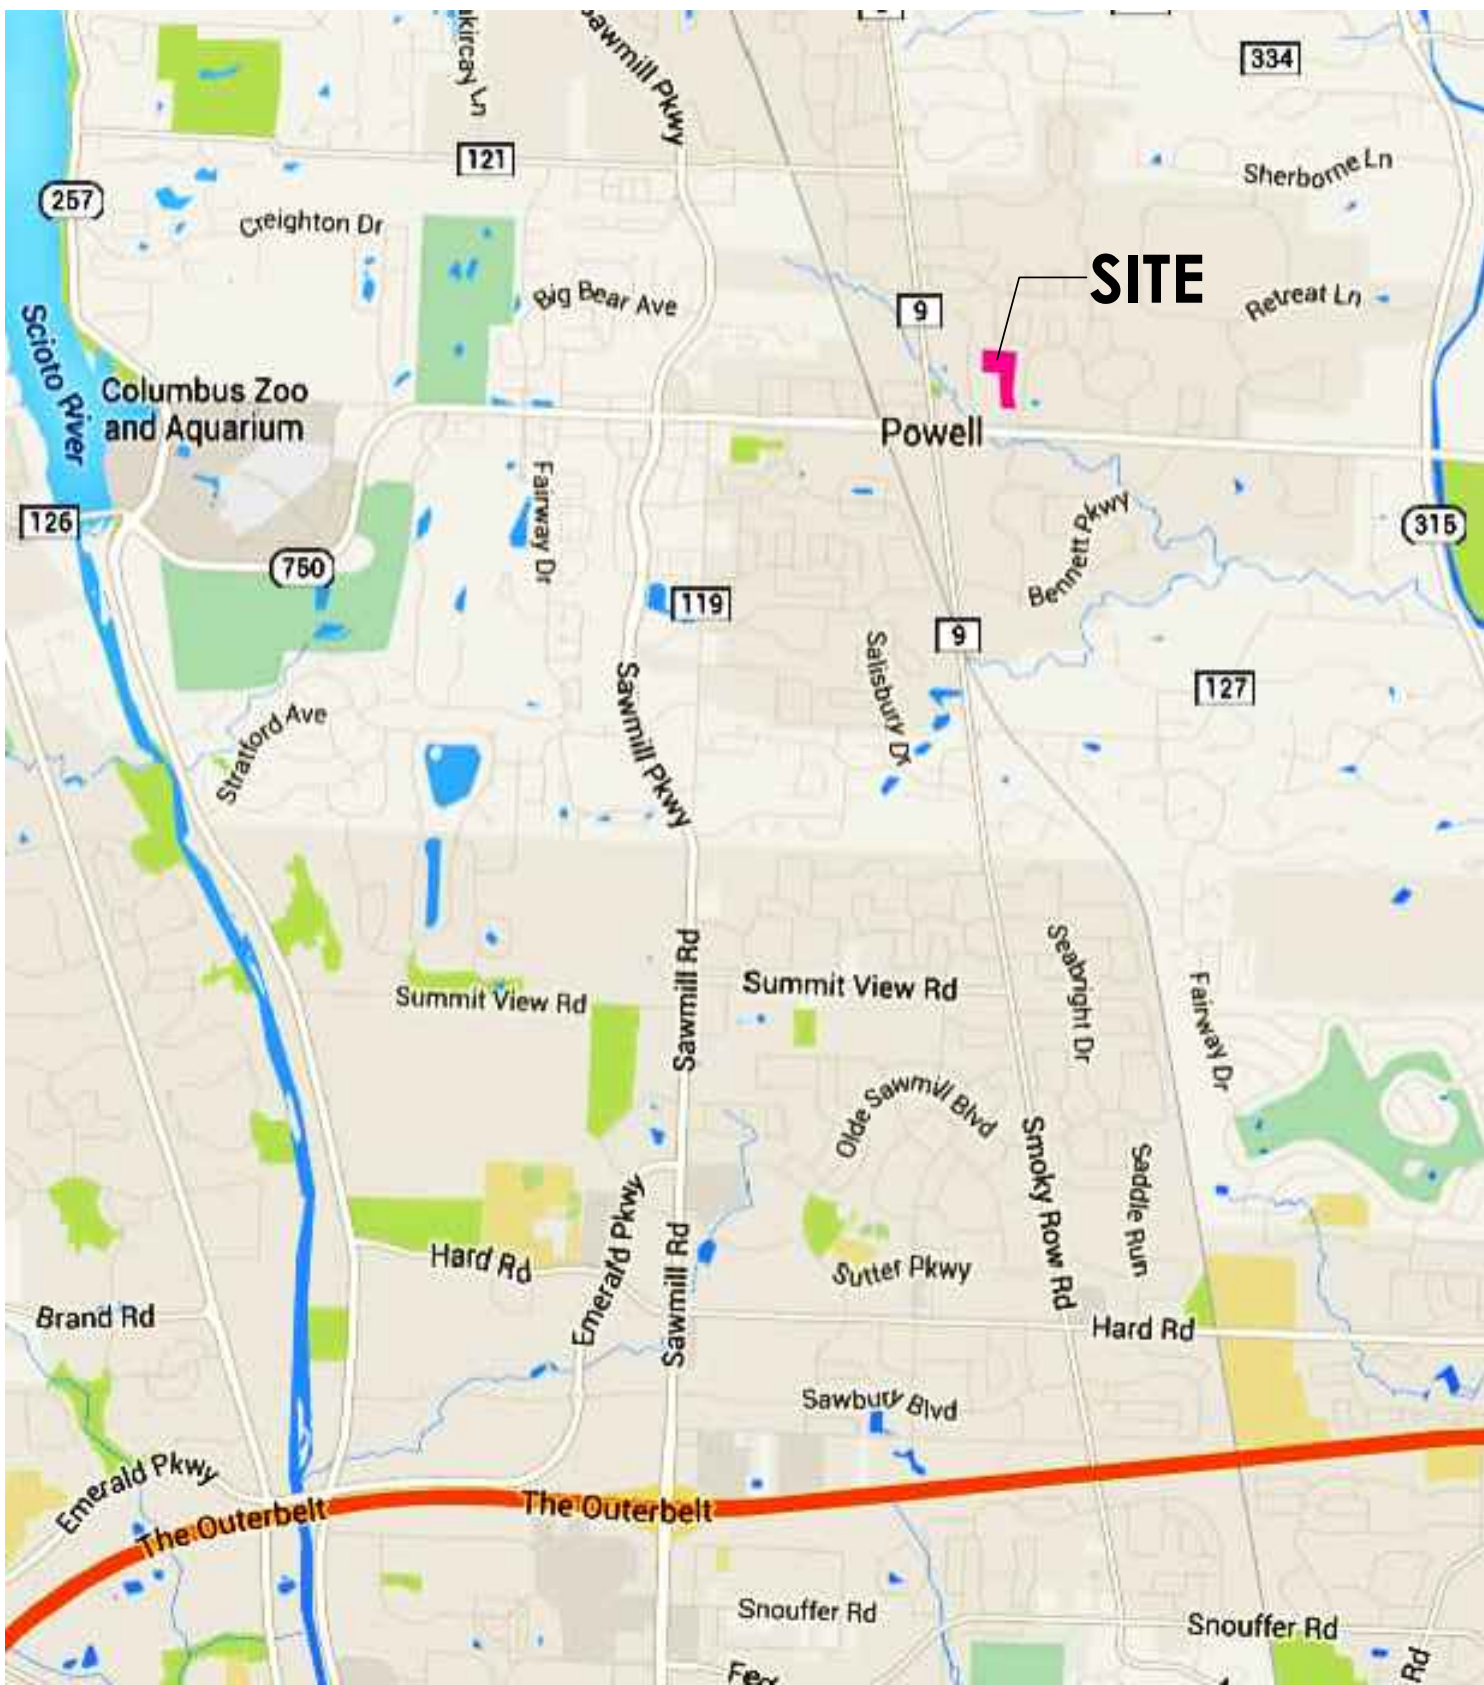 Sawmill Pkwy
334
121
Sherborne Ln
257
Creighton Dr
SITE
Big Bear Ave
9
Retreat Ln
Scioto River
Columbus Zoo
and Aquarium
Powell
Fairway Dr
126
Bennett Pkwy
315
750
119
9
Salisbury Dr
127
Sawmill Pkwy
Stratford Ave
Summit View Rd
Sawmill Rd
Summit View Rd
Seabright Dr
Fairway Dr
Olde Sawmill Blvd
Smoky Row Rd
Saddle Run
Emerald Pkwy
Hard Rd
Sawmill Rd
Sutter Pkwy
Brand Rd
Hard Rd
Sawbury Blvd
Emerald Pkwy
The Outerbelt
The Outerbelt
Snouffer Rd
Snouffer Rd
Rd